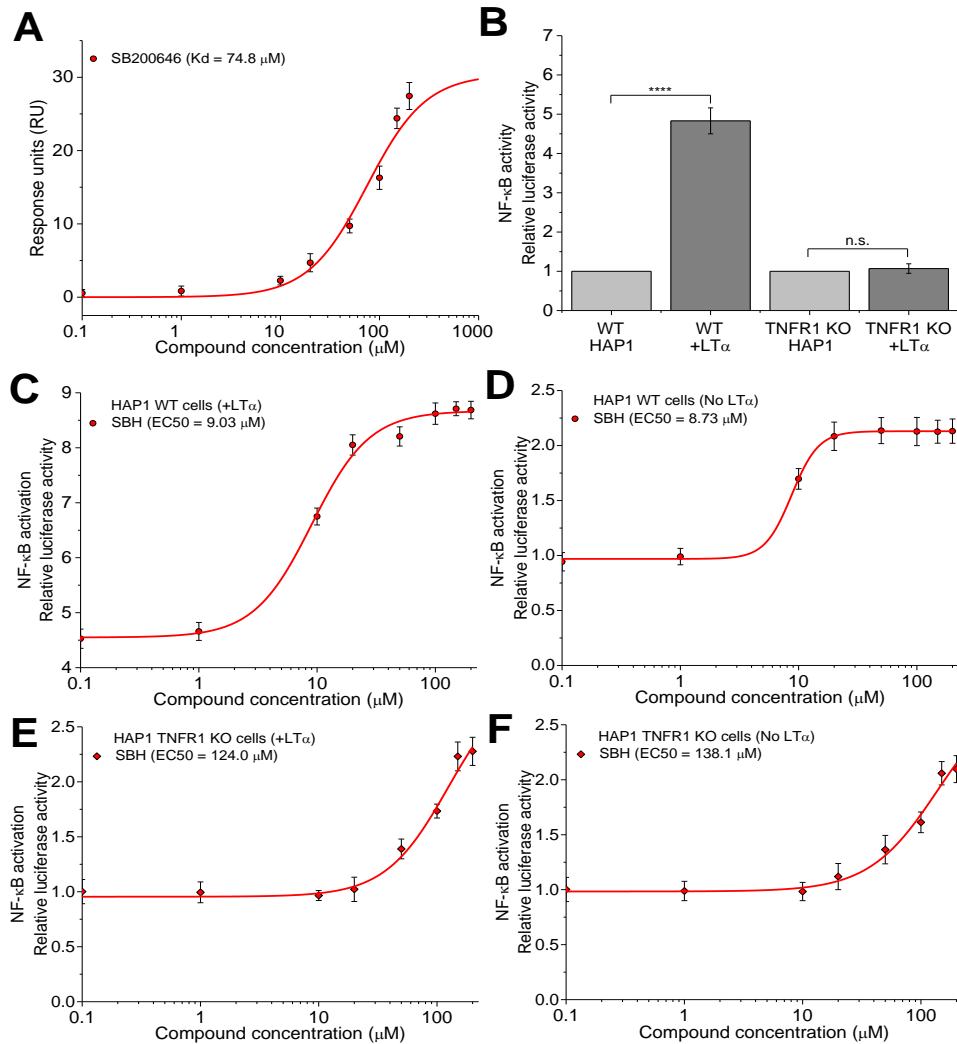 A
SB200646 (Kd = 74.8 μM)
Response units (RU)
30
20
10
0
0.1
1
10
100
1000
Compound concentration (μM)
B
NF-κB activity
Relative luciferase activity
7
6
5
4
3
2
1
0
****
n.s.
WT
HAP1
WT
+LTα
TNFR1 KO
HAP1
TNFR1 KO
+LTα
C
HAP1 WT cells (+LTα)
SBH (EC50 = 9.03 μM)
NF-κB activation
Relative luciferase activity
9
8
7
6
5
4
0.1
1
10
100
Compound concentration (μM)
D
HAP1 WT cells (No LTα)
SBH (EC50 = 8.73 μM)
NF-κB activation
Relative luciferase activity
2.5
2.0
1.5
1.0
0.5
0.0
0.1
1
10
100
Compound concentration (μM)
E
HAP1 TNFR1 KO cells (+LTα)
SBH (EC50 = 124.0 μM)
NF-κB activation
Relative luciferase activity
2.5
2.0
1.5
1.0
0.5
0.0
0.1
1
10
100
Compound concentration (μM)
F
HAP1 TNFR1 KO cells (No LTα)
SBH (EC50 = 138.1 μM)
NF-κB activation
Relative luciferase activity
2.5
2.0
1.5
1.0
0.5
0.0
0.1
1
10
100
Compound concentration (μM)